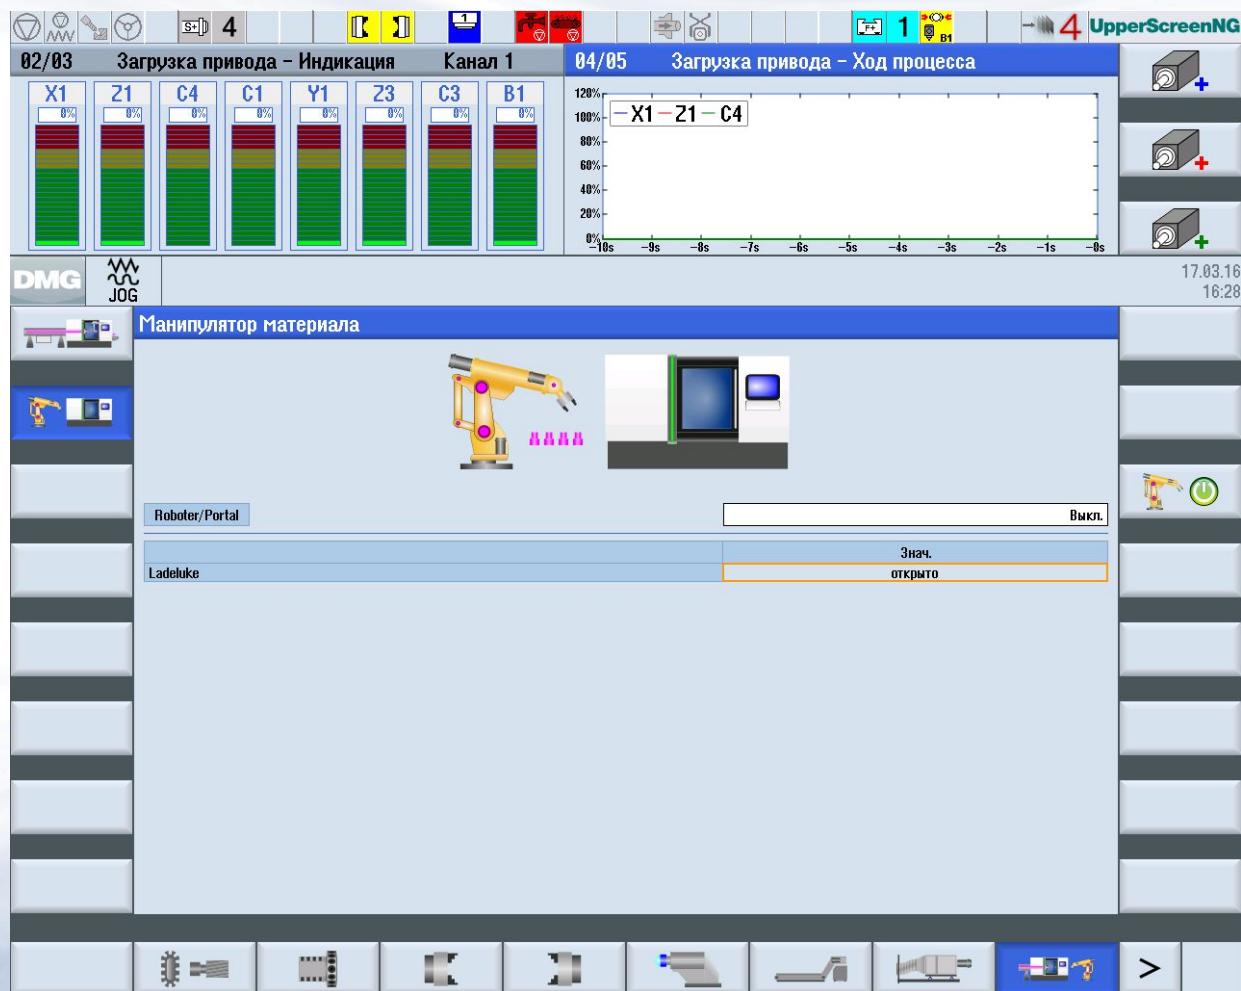 S+ 4 1 F+ 1 B1 4 UpperScreenNG
02/03 Загрузка привода - Индикация Канал 1
04/05 Загрузка привода - Ход процесса
X1 Z1 C4 C1 Y1 Z3 C3 B1
0% 0% 0% 0% 0% 0% 0% 0%
120%
100%
80%
60%
40%
20%
0%
X1 Z1 C4
-10s -9s -8s -7s -6s -5s -4s -3s -2s -1s -0s
DMG JOG
17.03.16
16:28
Манипулятор материала
Roboter/Portal Выкл.
Знач.
Ladeluke открыто
>